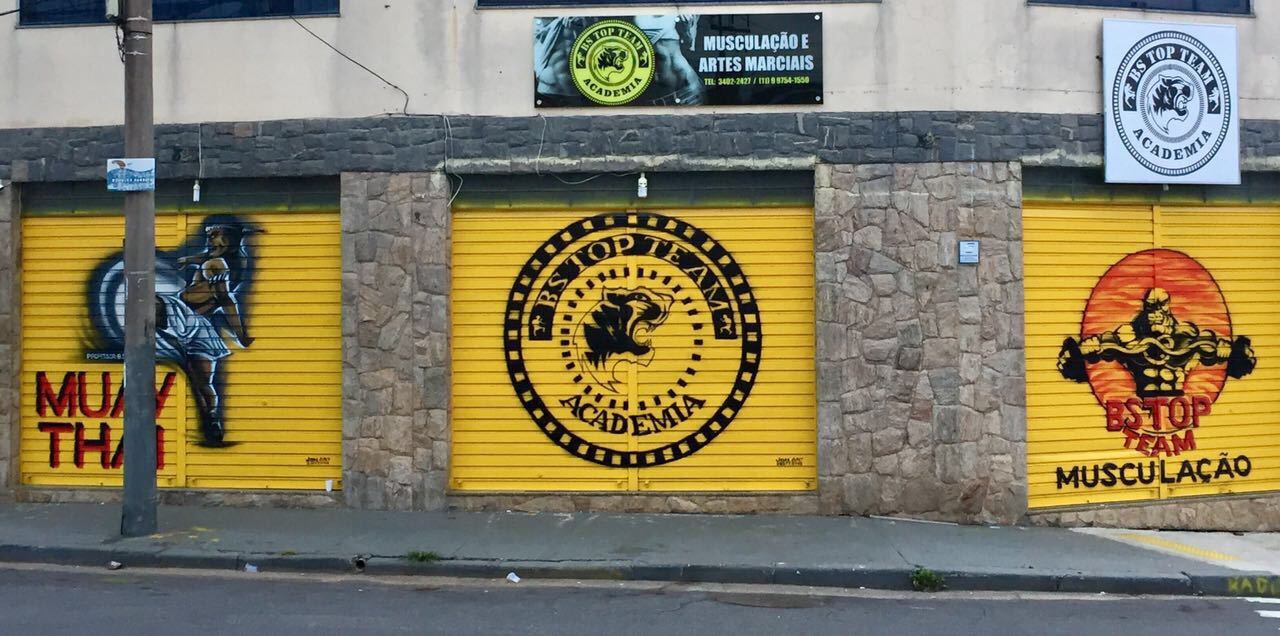 BS TOP TEAM
ACADEMIA
MUSCULAÇÃO E
ARTES MARCIAIS
TEL: 3402-2427 / (11) 9 9754-1550
BS TOP TEAM
ACADEMIA
MUAY
THAI
BS TOP TEAM
ACADEMIA
BS TOP
TEAM
MUSCULAÇÃO